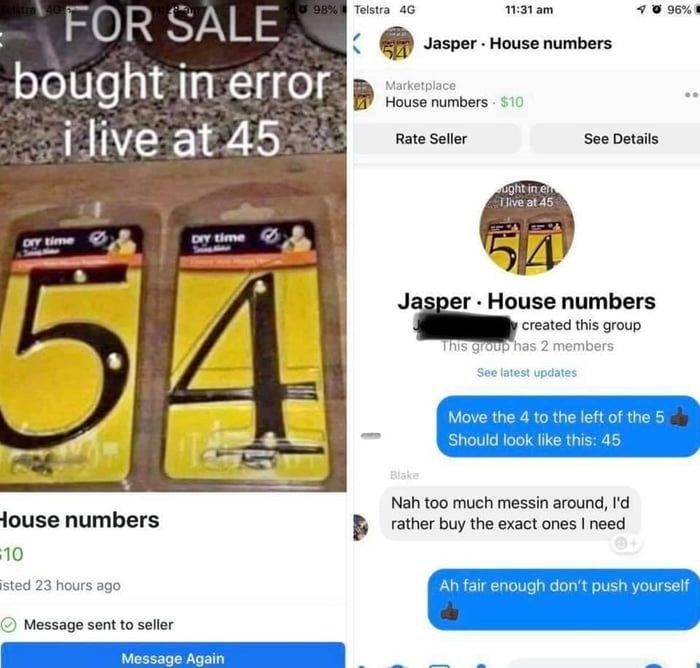 98%
FOR SALE
bought in error
i live at 45
DIY time
DIY time
5 4
House numbers
$10
isted 23 hours ago
Message sent to seller
Message Again
Telstra 4G 11:31 am 96%
Jasper · House numbers
Marketplace
House numbers · $10
Rate Seller
See Details
ught in err
i live at 45
54
Jasper · House numbers
created this group
This group has 2 members
See latest updates
Move the 4 to the left of the 5
Should look like this: 45
Blake
Nah too much messin around, I'd
rather buy the exact ones I need
Ah fair enough don't push yourself